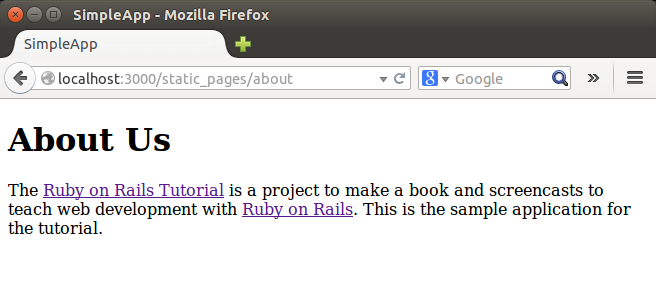 SimpleApp - Mozilla Firefox
SimpleApp
localhost:3000/static_pages/about
Google
About Us
The Ruby on Rails Tutorial is a project to make a book and screencasts to
teach web development with Ruby on Rails. This is the sample application for
the tutorial.